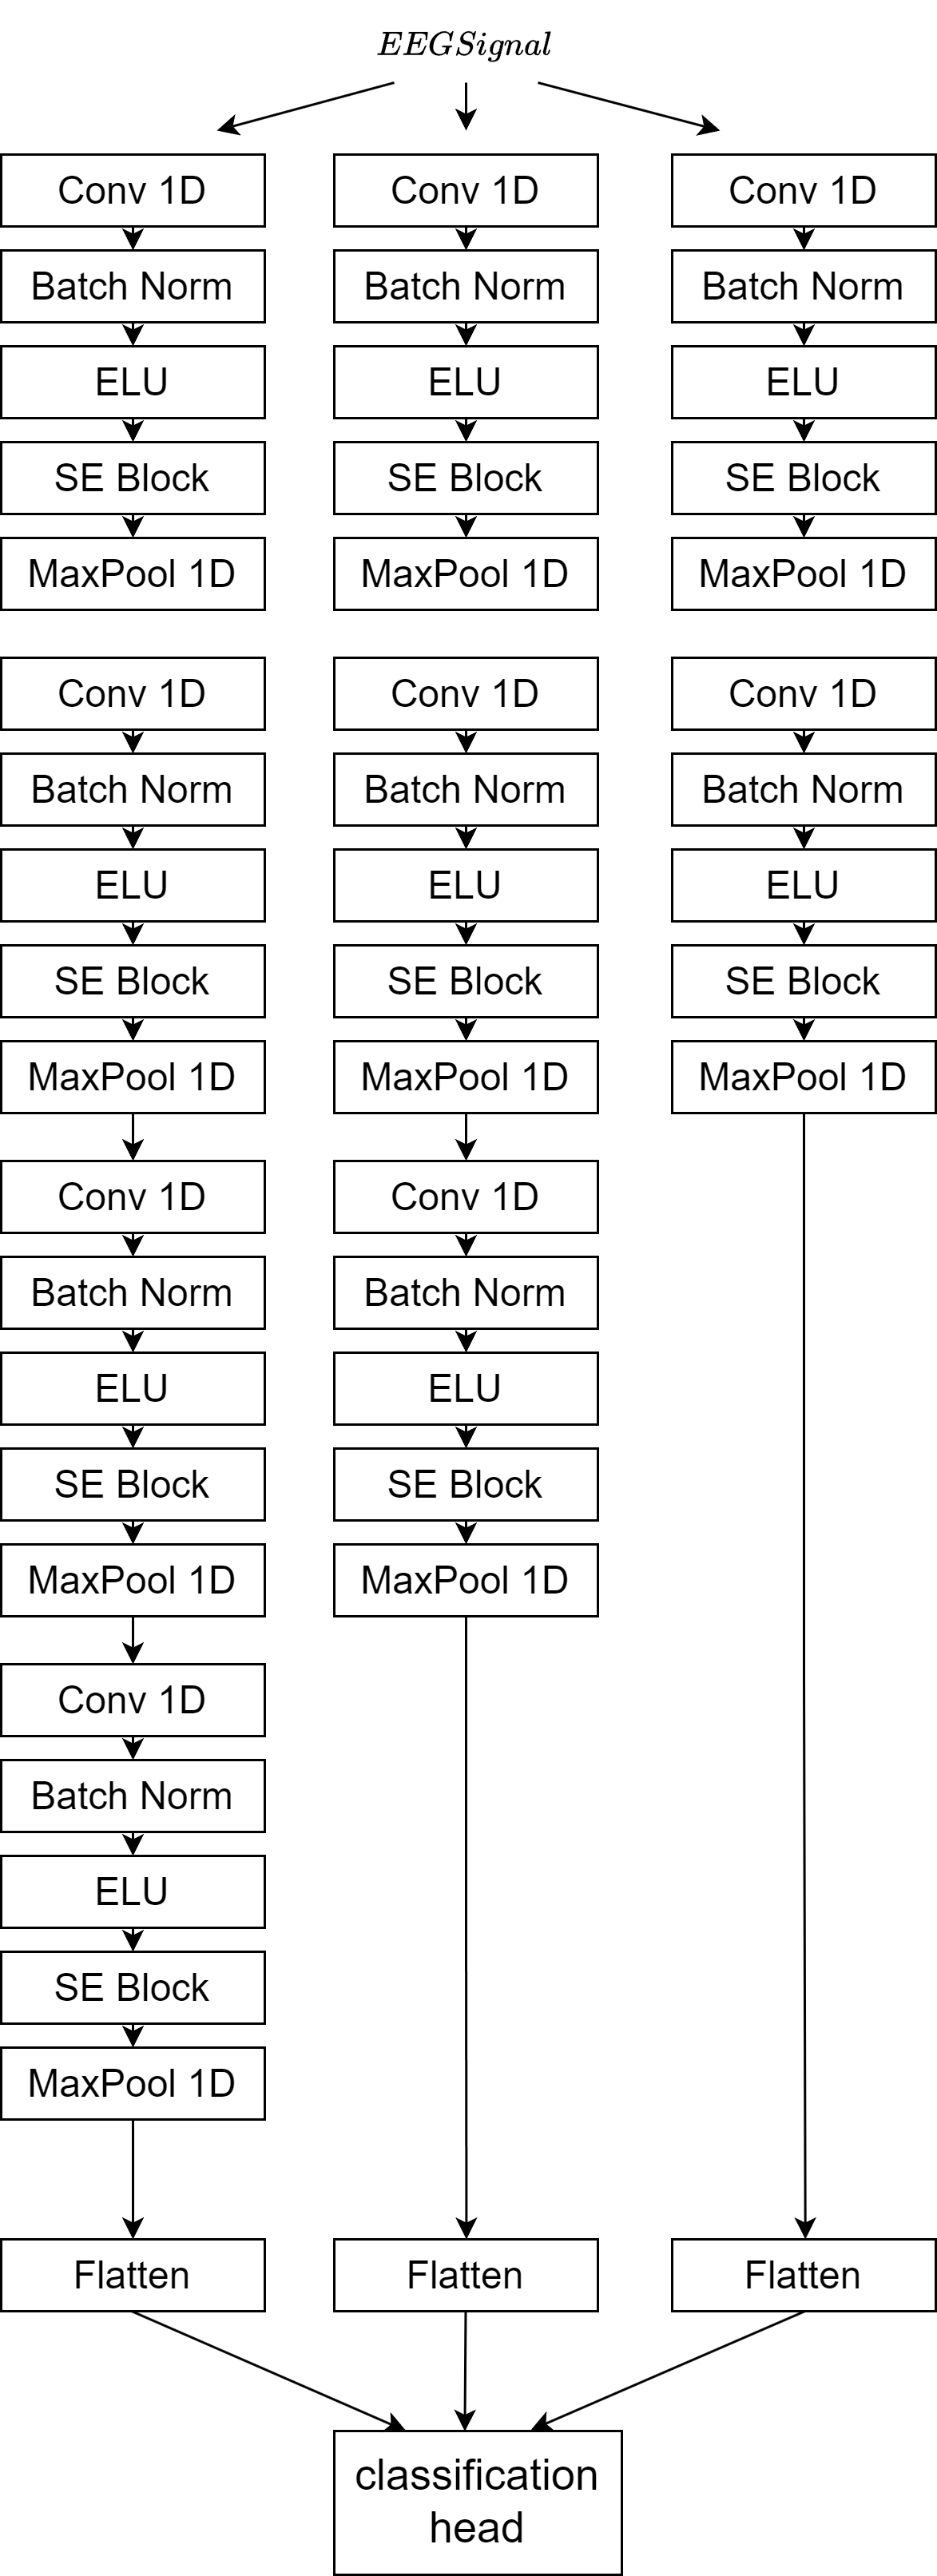 EEGSignal
Conv 1D
Batch Norm
ELU
SE Block
MaxPool 1D
Conv 1D
Batch Norm
ELU
SE Block
MaxPool 1D
Conv 1D
Batch Norm
ELU
SE Block
MaxPool 1D
Conv 1D
Batch Norm
ELU
SE Block
MaxPool 1D
Flatten
Conv 1D
Batch Norm
ELU
SE Block
MaxPool 1D
Conv 1D
Batch Norm
ELU
SE Block
MaxPool 1D
Conv 1D
Batch Norm
ELU
SE Block
MaxPool 1D
Flatten
Conv 1D
Batch Norm
ELU
SE Block
MaxPool 1D
Conv 1D
Batch Norm
ELU
SE Block
MaxPool 1D
Flatten
classification
head